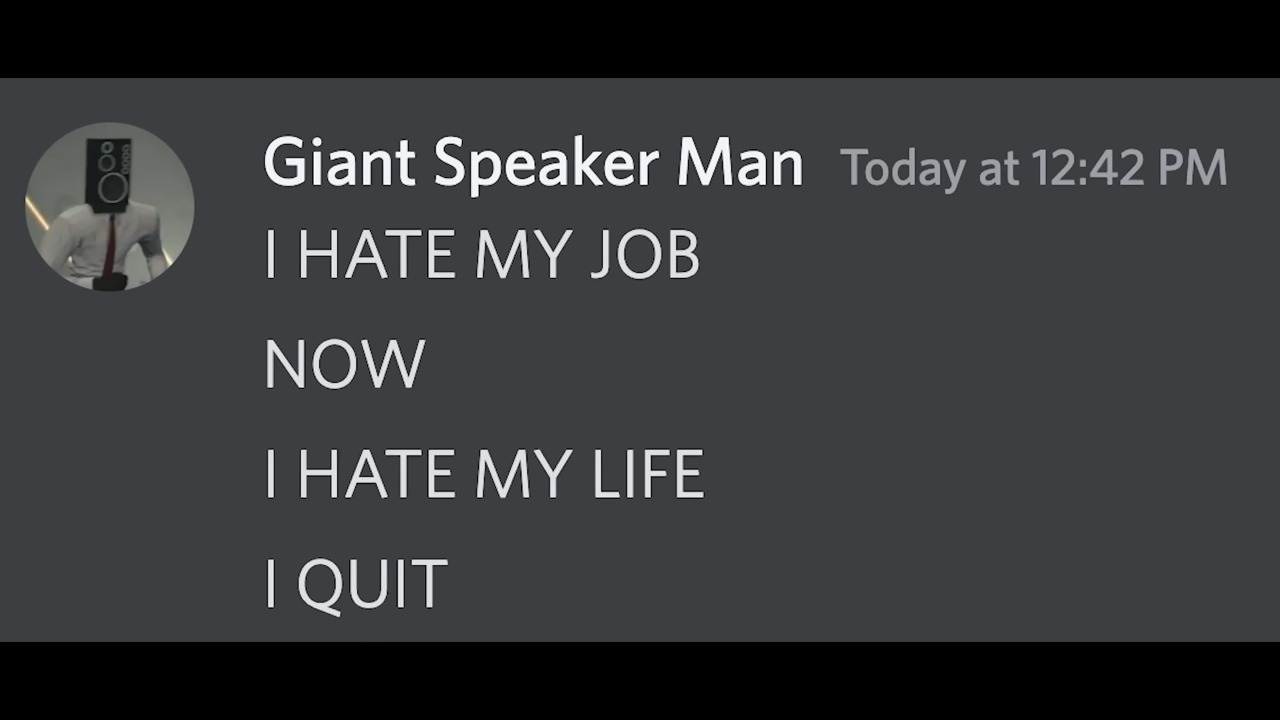 Giant Speaker Man Today at 12:42 PM
I HATE MY JOB
NOW
I HATE MY LIFE
I QUIT